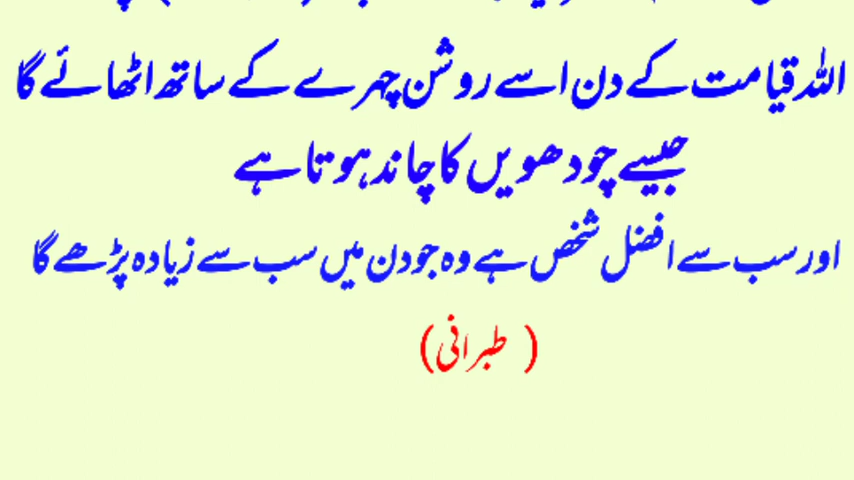 اللہ قیامت کے دن اسے روشن چہرے کے ساتھ اٹھائے گا
جیسے چودھویں کا چاند ہوتا ہے
اور سب سے افضل شخص ہے وہ جو دن میں سب سے زیادہ پڑھے گا
( طبرانی )